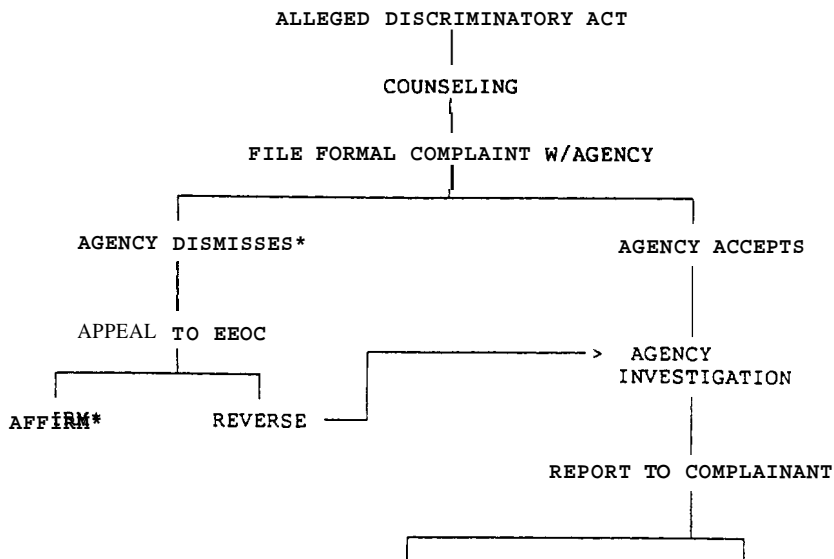 ALLEGED DISCRIMINATORY ACT
COUNSELING
FILE FORMAL COMPLAINT W/AGENCY
AGENCY DISMISSES*
AGENCY ACCEPTS
APPEAL TO EEOC
> AGENCY
INVESTIGATION
AFFIRM*
REVERSE
REPORT TO COMPLAINANT